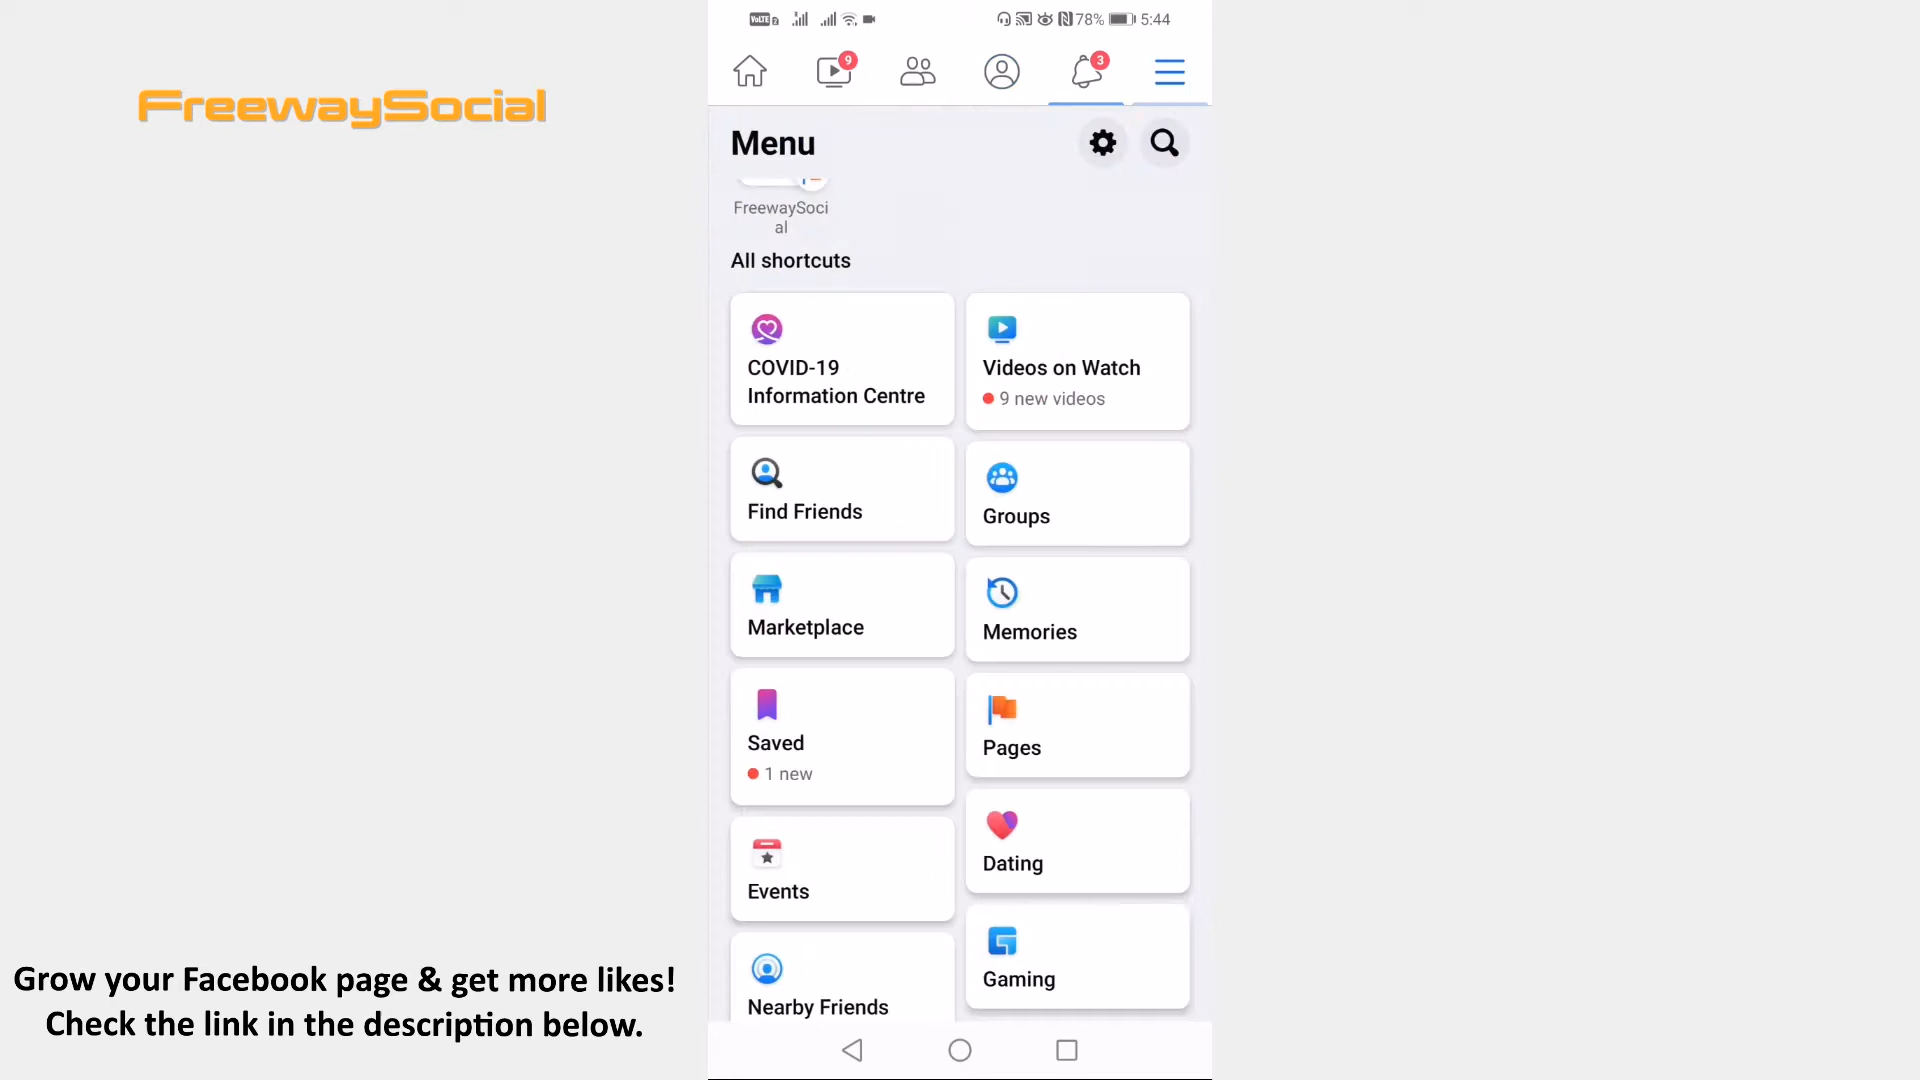 VoLTE 2 78% 5:44
FreewaySocial
9
3
Menu
FreewaySoci
al
All shortcuts
COVID-19
Information Centre
Videos on Watch
9 new videos
Find Friends
Groups
Marketplace
Memories
Saved
1 new
Pages
Dating
Events
Gaming
Nearby Friends
Grow your Facebook page & get more likes!
Check the link in the description below.